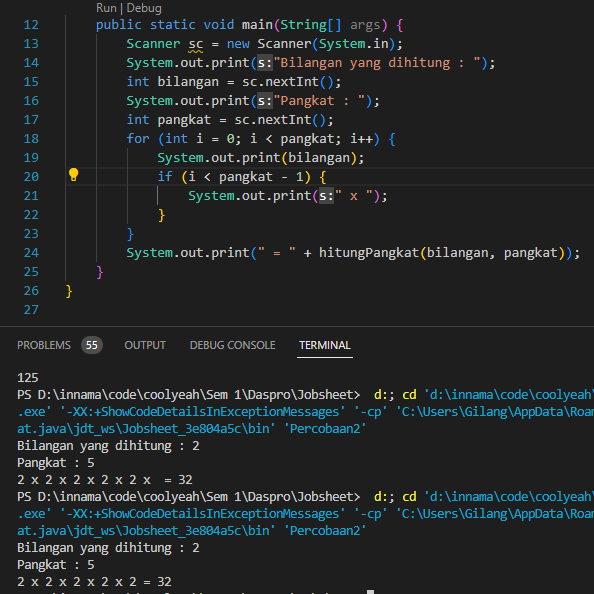 Run | Debug
12 public static void main(String[] args) {
13 Scanner sc = new Scanner(System.in);
14 System.out.print(s:"Bilangan yang dihitung : ");
15 int bilangan = sc.nextInt();
16 System.out.print(s:"Pangkat : ");
17 int pangkat = sc.nextInt();
18 for (int i = 0; i < pangkat; i++) {
19 System.out.print(bilangan);
20 if (i < pangkat - 1) {
21 System.out.print(s:" x ");
22 }
23 }
24 System.out.print(" = " + hitungPangkat(bilangan, pangkat));
25 }
26 }
27
PROBLEMS 55 OUTPUT DEBUG CONSOLE TERMINAL
125
PS D:\innama\code\coolyeah\Sem 1\Daspro\Jobsheet> d:; cd 'd:\innama\code\coolyeah\
.exe' '-XX:+ShowCodeDetailsInExceptionMessages' '-cp' 'C:\Users\Gilang\AppData\Roam
at.java\jdt_ws\Jobsheet_3e804a5c\bin' 'Percobaan2'
Bilangan yang dihitung : 2
Pangkat : 5
2 x 2 x 2 x 2 x 2 x  = 32
PS D:\innama\code\coolyeah\Sem 1\Daspro\Jobsheet> d:; cd 'd:\innama\code\coolyeah\
.exe' '-XX:+ShowCodeDetailsInExceptionMessages' '-cp' 'C:\Users\Gilang\AppData\Roam
at.java\jdt_ws\Jobsheet_3e804a5c\bin' 'Percobaan2'
Bilangan yang dihitung : 2
Pangkat : 5
2 x 2 x 2 x 2 x 2 = 32